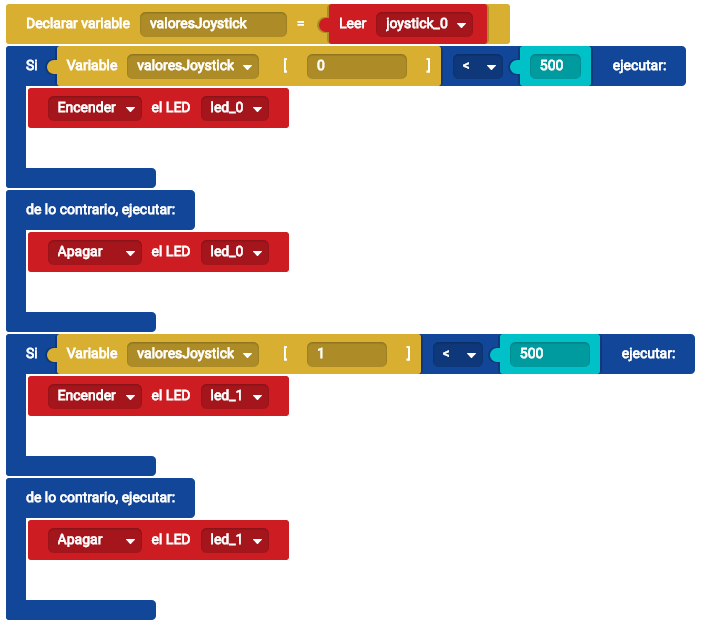 Declarar variable valoresJoystick = Leer joystick_0
Si Variable valoresJoystick [ 0 ] < 500 ejecutar:
Encender el LED led_0
de lo contrario, ejecutar:
Apagar el LED led_0
Si Variable valoresJoystick [ 1 ] < 500 ejecutar:
Encender el LED led_1
de lo contrario, ejecutar:
Apagar el LED led_1